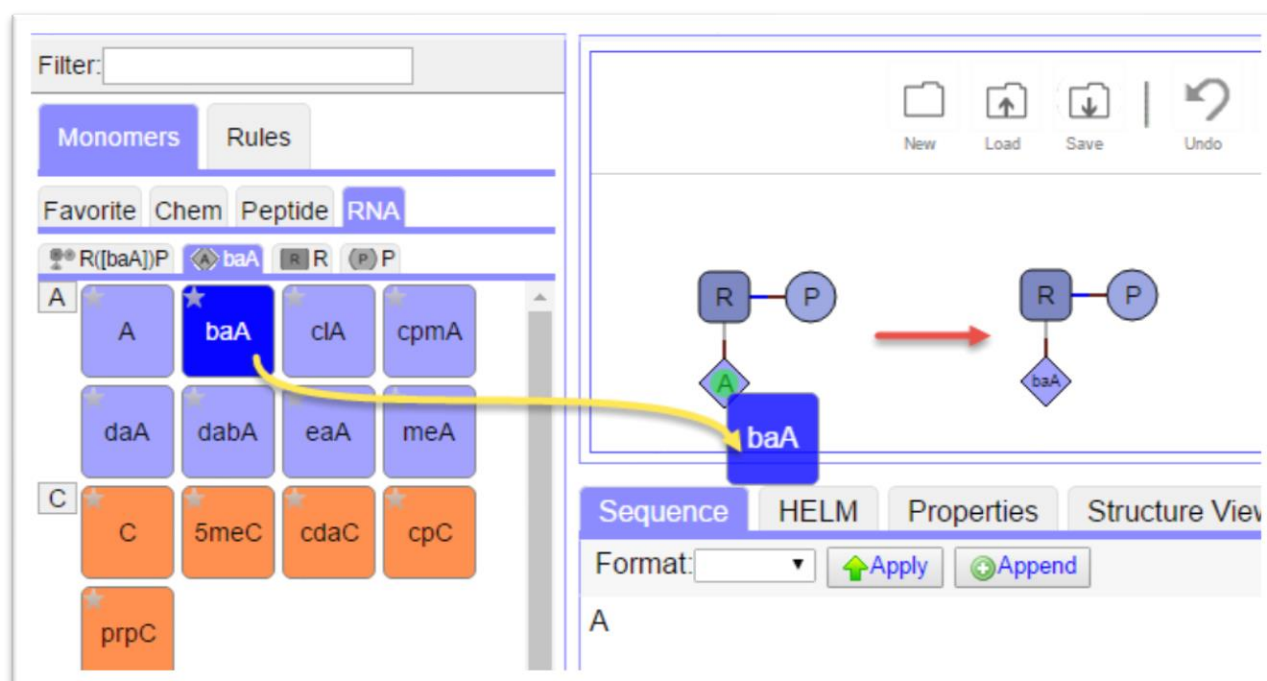 Filter:
Monomers Rules
Favorite Chem Peptide RNA
R([baA])P A baA R R P P
A
A baA clA cpmA
daA dabA eaA meA
C
C 5meC cdaC cpC
prpC
New Load Save Undo
R P R P
A baA
baA
Sequence HELM Properties Structure View
Format: Apply Append
A